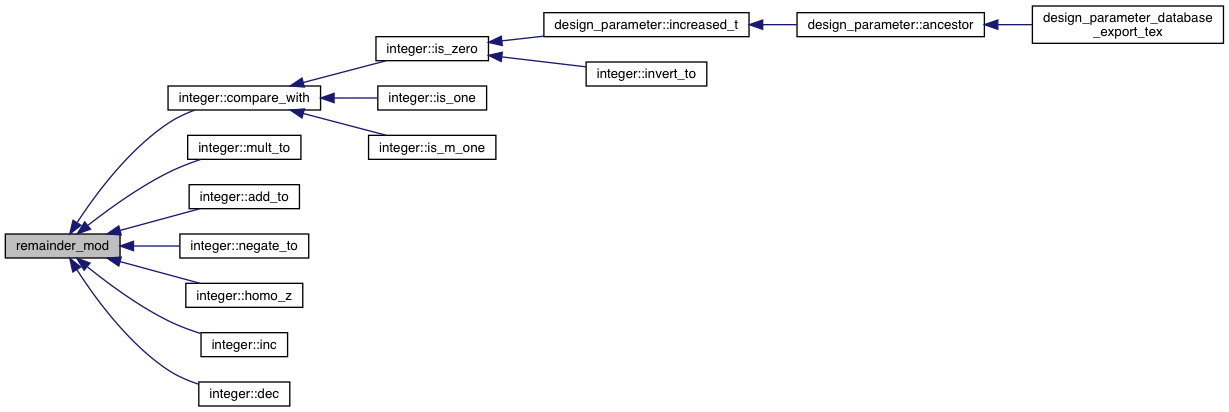 design_parameter::increased_t
design_parameter::ancestor
design_parameter_database
_export_tex
integer::is_zero
integer::invert_to
integer::compare_with
integer::is_one
integer::is_m_one
integer::mult_to
integer::add_to
remainder_mod
integer::negate_to
integer::homo_z
integer::inc
integer::dec